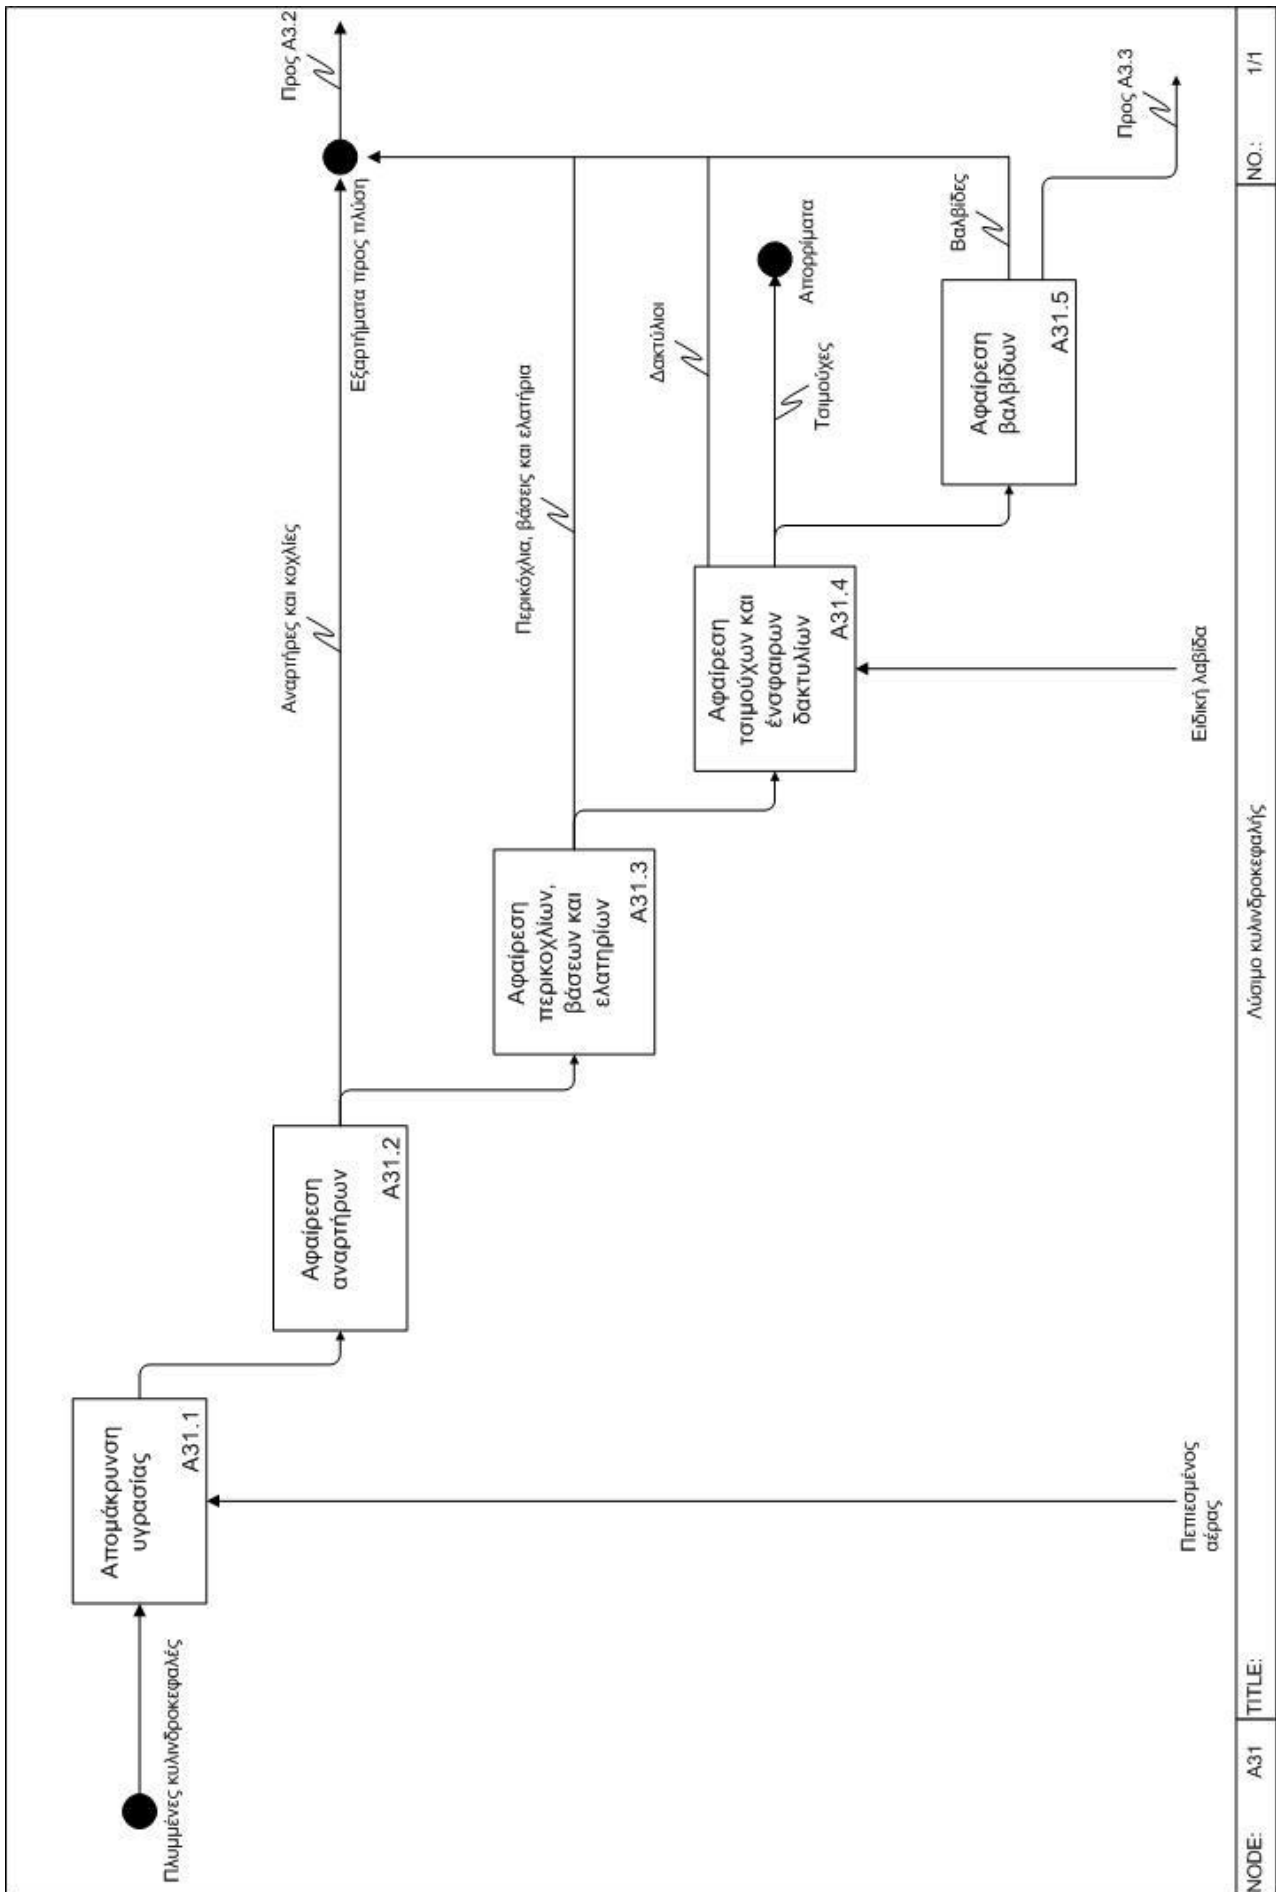 Πλυμμένες κυλινδροκεφαλές
Απομάκρυνση
υγρασίας
A31.1
Πεπιεσμένος
αέρας
Αφαίρεση
αναρτήρων
A31.2
Αναρτήρες και κοχλίες
Εξαρτήματα προς πλύση
Προς A3.2
Αφαίρεση
περικοχλίων,
βάσεων και
ελατηρίων
A31.3
Περικόχλια, βάσεις και ελατήρια
Αφαίρεση
τσιμούχων και
ένσφαιρων
δακτυλίων
A31.4
Ειδική λαβίδα
Δακτύλιοι
Τσιμούχες
Απορρίματα
Αφαίρεση
βαλβίδων
A31.5
Βαλβίδες
Προς A3.3
NODE: A31
TITLE: Λύσιμο κυλινδροκεφαλής
NO.: 1/1